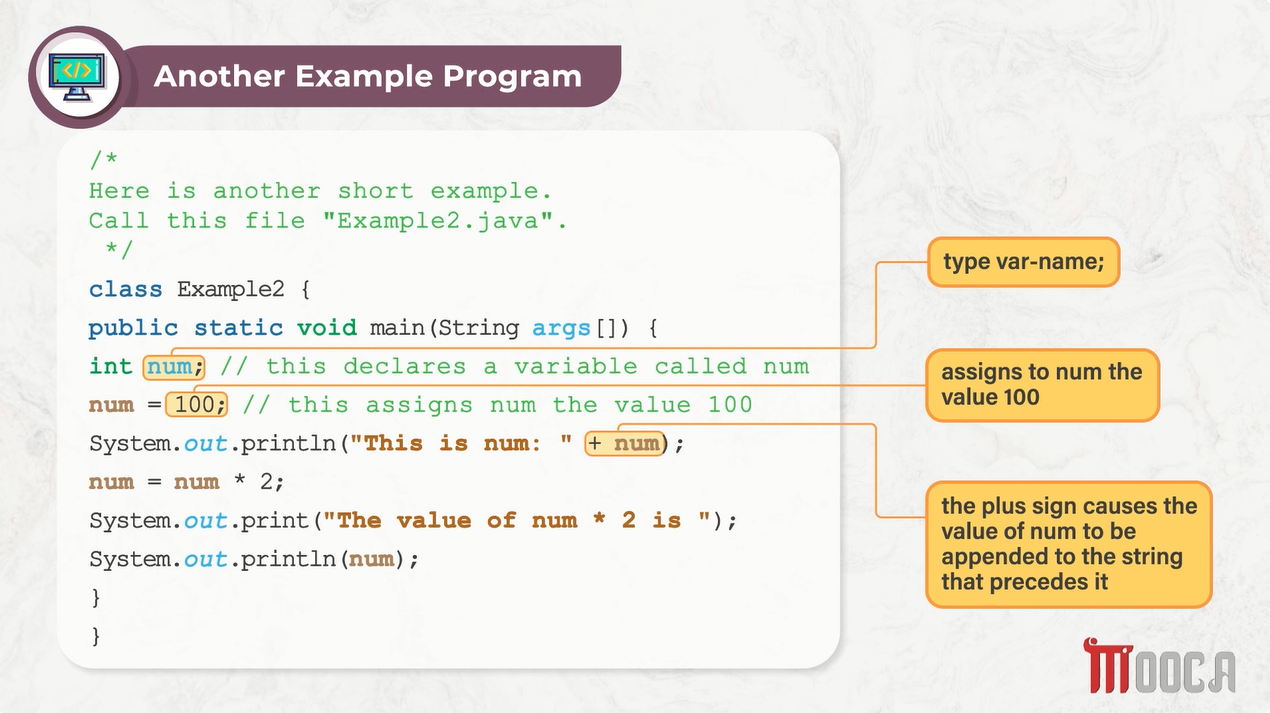 </>
Another Example Program
/*
Here is another short example.
Call this file "Example2.java".
*/
class Example2 {
public static void main(String args[]) {
int num; // this declares a variable called num
num = 100; // this assigns num the value 100
System.out.println("This is num: " + num);
num = num * 2;
System.out.print("The value of num * 2 is ");
System.out.println(num);
}
}
type var-name;
assigns to num the
value 100
the plus sign causes the
value of num to be
appended to the string
that precedes it
MOOCA